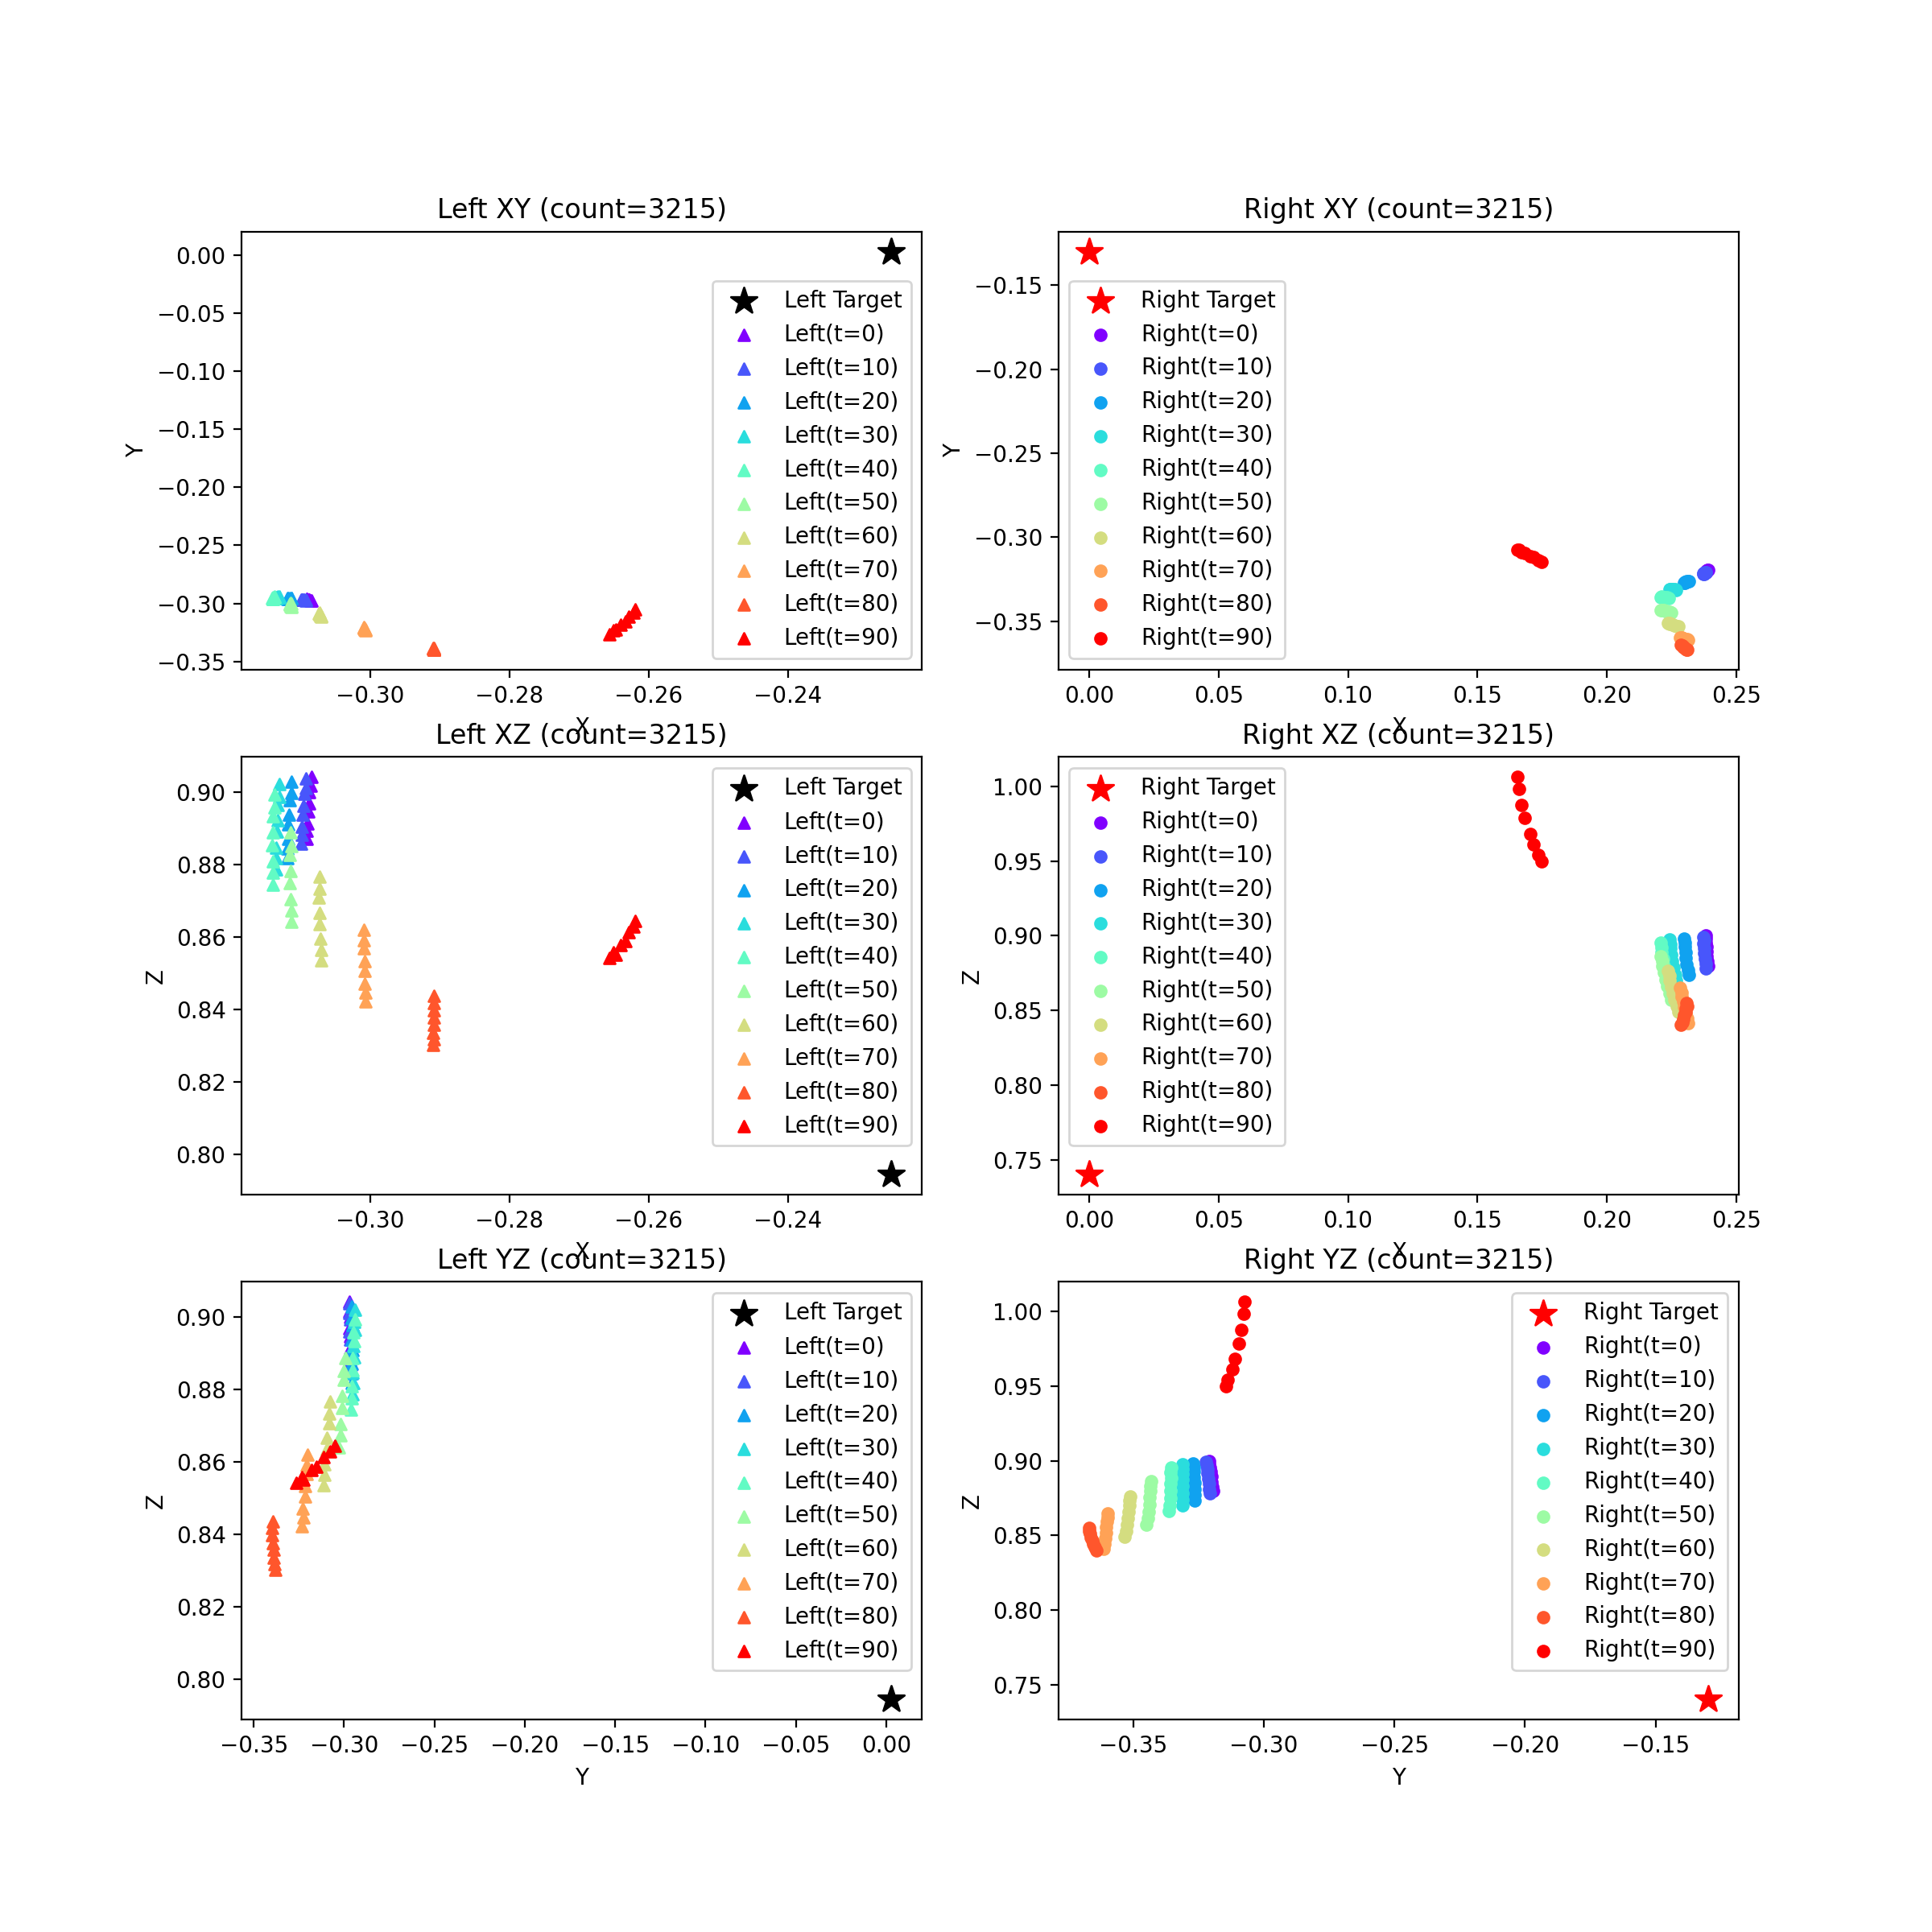 Left XY (count=3215)
Y
0.00
−0.05
−0.10
−0.15
−0.20
−0.25
−0.30
−0.35
Left Target
Left(t=0)
Left(t=10)
Left(t=20)
Left(t=30)
Left(t=40)
Left(t=50)
Left(t=60)
Left(t=70)
Left(t=80)
Left(t=90)
−0.30 −0.28 −0.26 −0.24
X
Right XY (count=3215)
Y
−0.15
−0.20
−0.25
−0.30
−0.35
Right Target
Right(t=0)
Right(t=10)
Right(t=20)
Right(t=30)
Right(t=40)
Right(t=50)
Right(t=60)
Right(t=70)
Right(t=80)
Right(t=90)
0.00 0.05 0.10 0.15 0.20 0.25
X
Left XZ (count=3215)
Z
0.90
0.88
0.86
0.84
0.82
0.80
Left Target
Left(t=0)
Left(t=10)
Left(t=20)
Left(t=30)
Left(t=40)
Left(t=50)
Left(t=60)
Left(t=70)
Left(t=80)
Left(t=90)
−0.30 −0.28 −0.26 −0.24
X
Right XZ (count=3215)
Z
1.00
0.95
0.90
0.85
0.80
0.75
Right Target
Right(t=0)
Right(t=10)
Right(t=20)
Right(t=30)
Right(t=40)
Right(t=50)
Right(t=60)
Right(t=70)
Right(t=80)
Right(t=90)
0.00 0.05 0.10 0.15 0.20 0.25
X
Left YZ (count=3215)
Z
0.90
0.88
0.86
0.84
0.82
0.80
Left Target
Left(t=0)
Left(t=10)
Left(t=20)
Left(t=30)
Left(t=40)
Left(t=50)
Left(t=60)
Left(t=70)
Left(t=80)
Left(t=90)
−0.35 −0.30 −0.25 −0.20 −0.15 −0.10 −0.05 0.00
Y
Right YZ (count=3215)
Z
1.00
0.95
0.90
0.85
0.80
0.75
Right Target
Right(t=0)
Right(t=10)
Right(t=20)
Right(t=30)
Right(t=40)
Right(t=50)
Right(t=60)
Right(t=70)
Right(t=80)
Right(t=90)
−0.35 −0.30 −0.25 −0.20 −0.15
Y